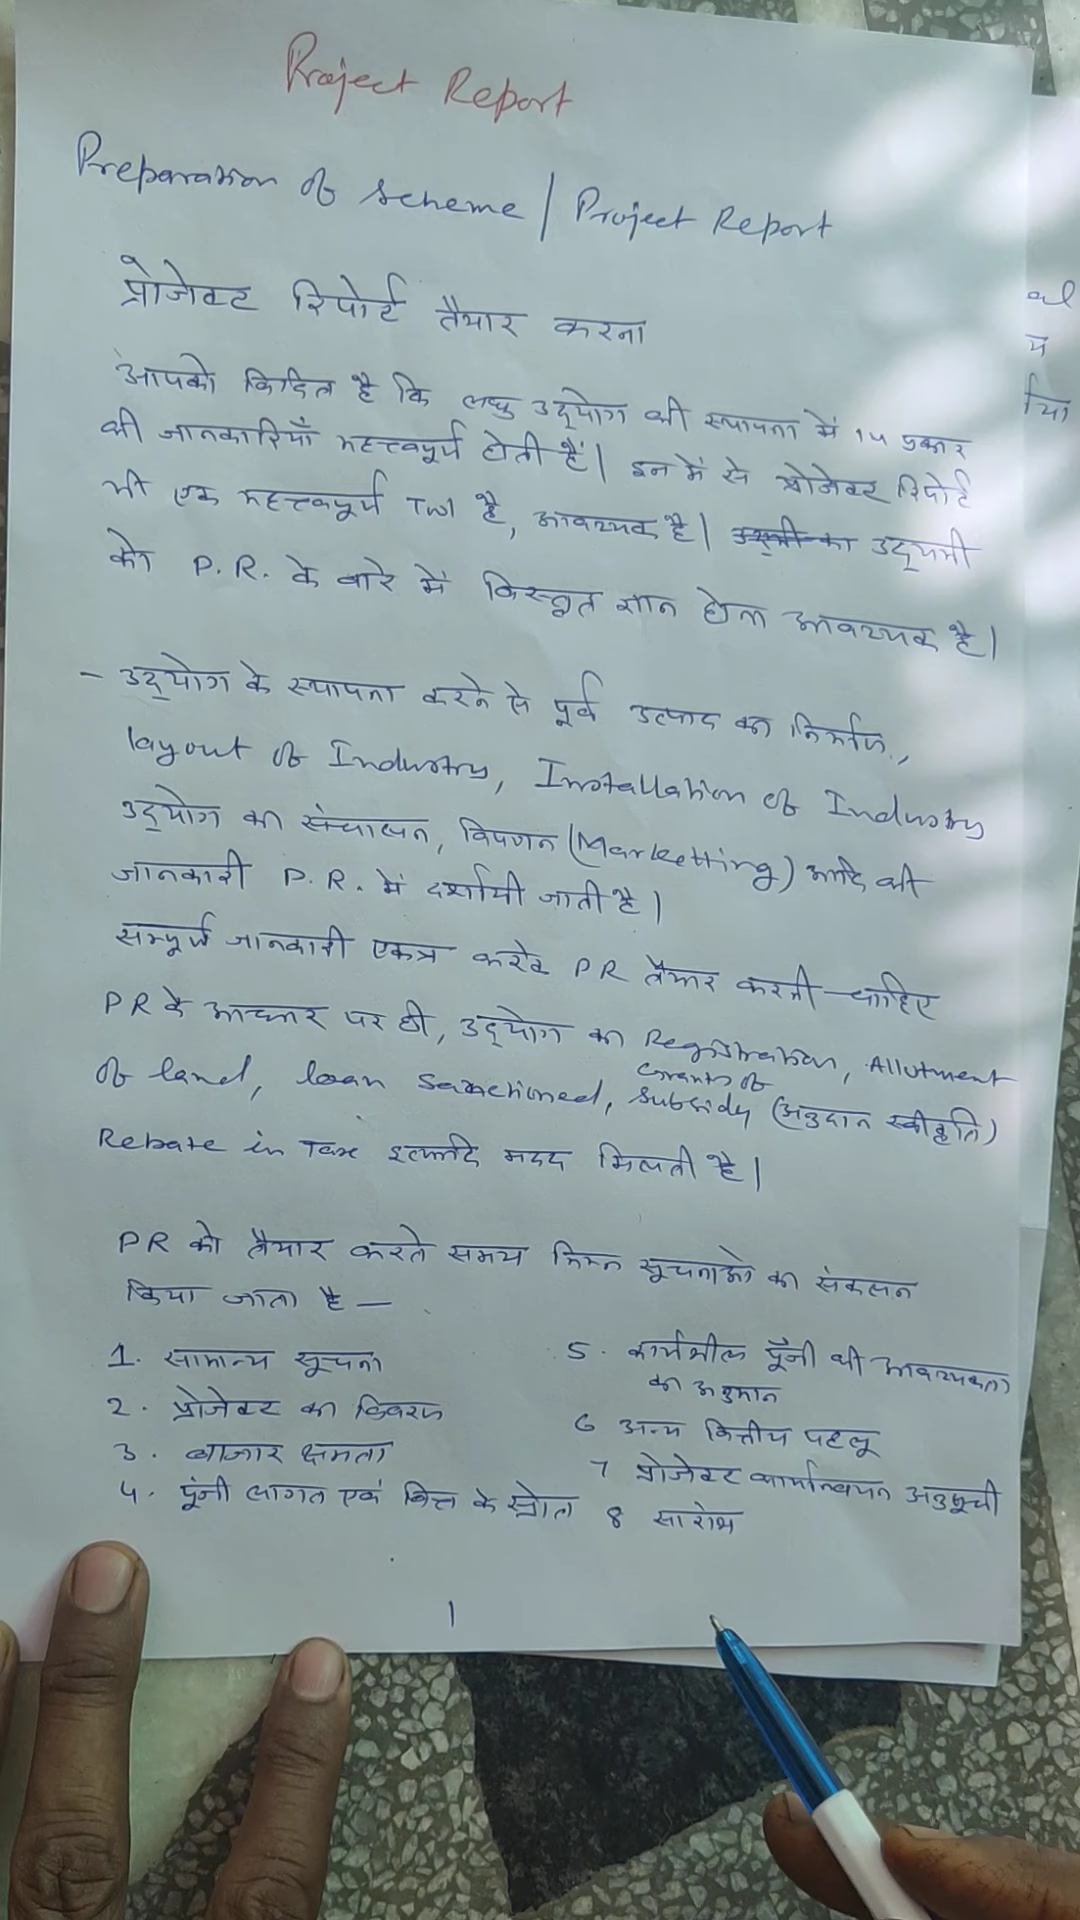 Project Report
Preparation of scheme / Project Report
प्रोजेक्ट रिपोर्ट तैयार करना
आपको विदित है कि लघु उद्योग की स्थापना में 14 प्रकार
की जानकारियाँ महत्त्वपूर्ण होती हैं। इन में से प्रोजेक्ट रिपोर्ट
भी एक महत्त्वपूर्ण है, आवश्यक है। उद्यमी
को P.R. के बारे में विस्तृत ज्ञान होना आवश्यक है।
- उद्योग के स्थापना करने से पूर्व उत्पाद का निर्माण,
layout of Industry, Installation of Industry
उद्योग का संचालन, विपणन (Marketting) आदि की
जानकारी P.R. में दर्शायी जाती है।
सम्पूर्ण जानकारी एकत्र करके PR तैयार करनी चाहिए
PR के आधार पर ही, उद्योग का Registration, Allotment
of land, loan sanctioned, Grants of subsidy (अनुदान स्वीकृति)
Rebate in Tax इत्यादि मदद मिलती है।
PR को तैयार करते समय निम्न सूचनाओं का संकलन
किया जाता है —
1. सामान्य सूचना
2. प्रोजेक्ट का विवरण
3. बाजार क्षमता
4. पूंजी लागत एवं वित्त के स्रोत
5. कार्यशील पूँजी की आवश्यकता
का अनुमान
6 अन्य वित्तीय पहलू
7 प्रोजेक्ट कार्यान्वयन अनुसूची
8 सारांश
1